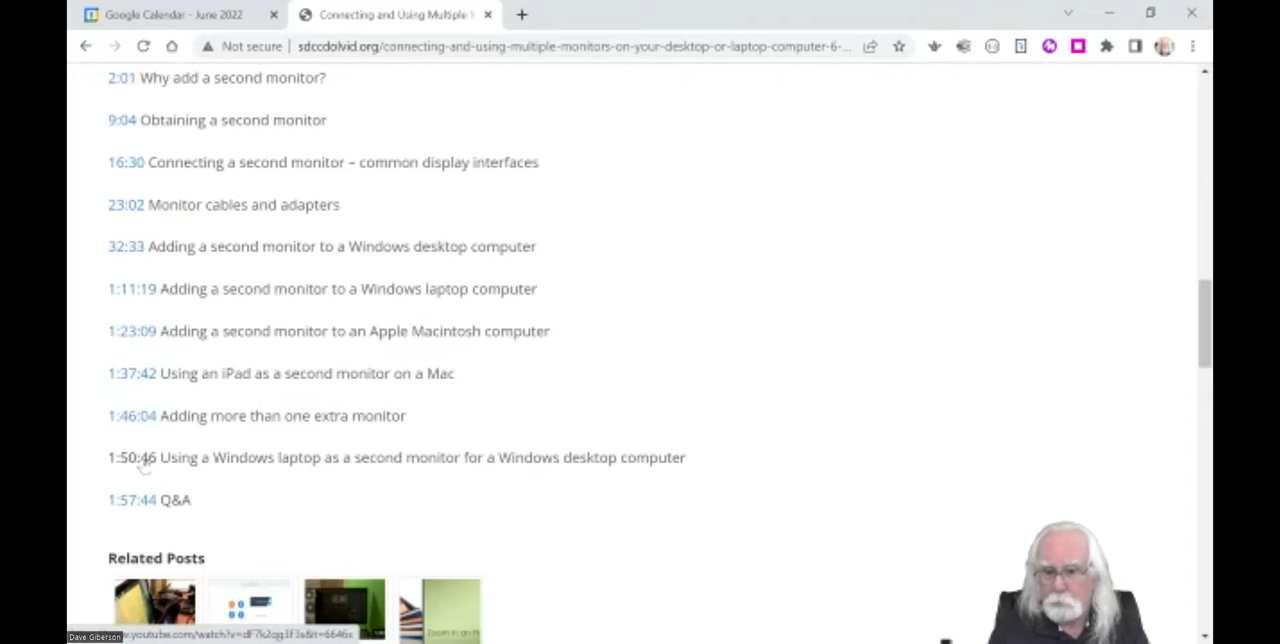 Google Calendar - June 2022
Connecting and Using Multiple
Not secure
sdccdolvid.org/connecting-and-using-multiple-monitors-on-your-desktop-or-laptop-computer-6-...
2:01 Why add a second monitor?
9:04 Obtaining a second monitor
16:30 Connecting a second monitor – common display interfaces
23:02 Monitor cables and adapters
32:33 Adding a second monitor to a Windows desktop computer
1:11:19 Adding a second monitor to a Windows laptop computer
1:23:09 Adding a second monitor to an Apple Macintosh computer
1:37:42 Using an iPad as a second monitor on a Mac
1:46:04 Adding more than one extra monitor
1:50:46 Using a Windows laptop as a second monitor for a Windows desktop computer
1:57:44 Q&A
Related Posts
Dave Giberson